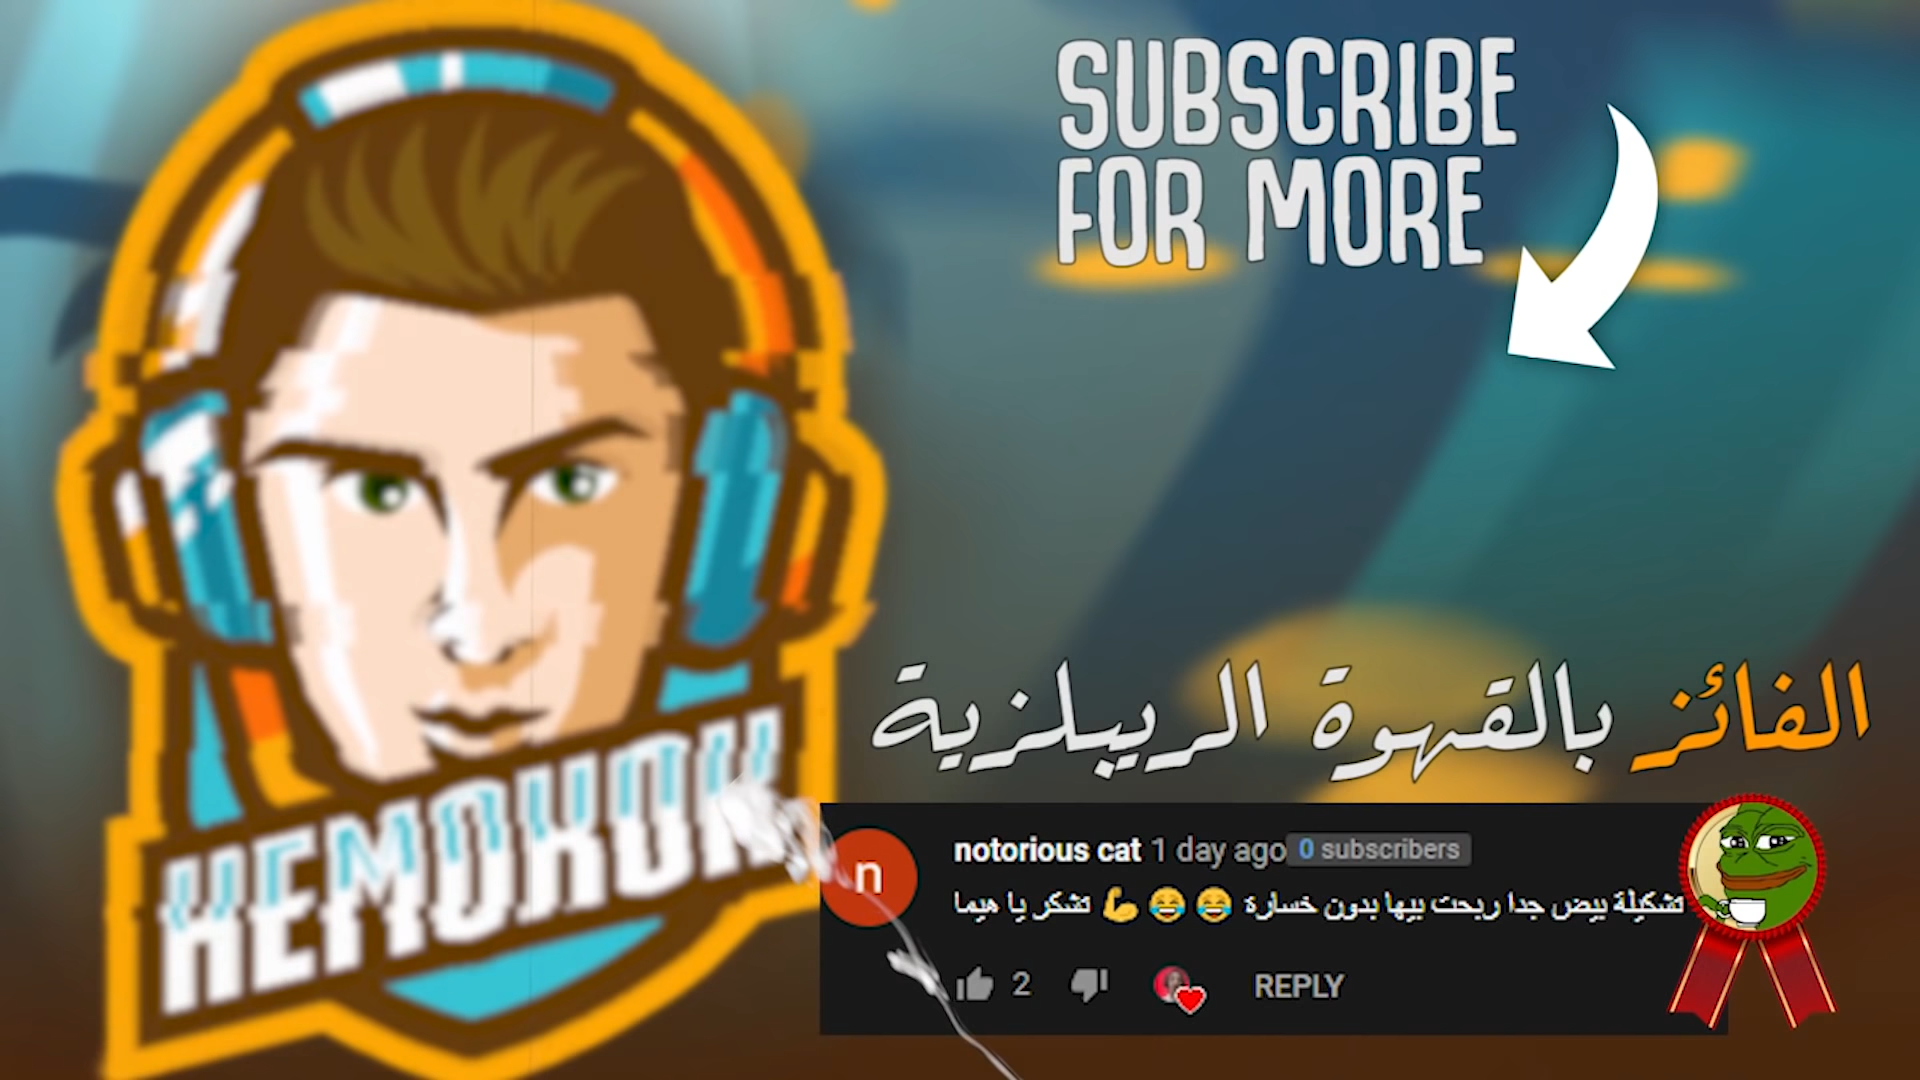 SUBSCRIBE
FOR MORE
الفائز بالقهوة الريبلزية
notorious cat 1 day ago 0 subscribers
n
تشكيلة بيض جدا ربحت بيها بدون خسارة 😂 😂 💪 تشكر يا هيما
2 REPLY
HEMOKOK